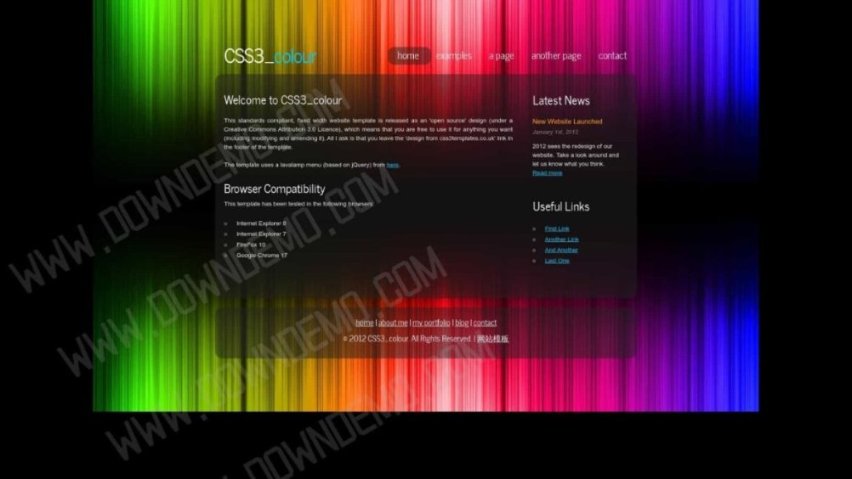 CSS3_colour
home examples a page another page contact
Welcome to CSS3_colour
This standards compliant, fixed width website template is released as an 'open source' design (under a
Creative Commons Attribution 3.0 Licence), which means that you are free to use it for anything you want
(including modifying and amending it). All I ask is that you leave the 'design from css3templates.co.uk' link in
the footer of the template.
The template uses a lavalamp menu (based on jQuery) from here.
Browser Compatibility
This template has been tested in the following browsers:
Internet Explorer 8
Internet Explorer 7
FireFox 10
Google Chrome 17
Latest News
New Website Launched
January 1st, 2012
2012 sees the redesign of our
website. Take a look around and
let us know what you think.
Read more
Useful Links
First Link
Another Link
And Another
Last One
home | about me | my portfolio | blog | contact
© 2012 CSS3_colour. All Rights Reserved. | 网站模板
WWW.DOWNDEMO.COM
WWW.DOWNDEMO.COM
WWW.DOWNDEMO.COM
WWW.DOWNDEMO.COM